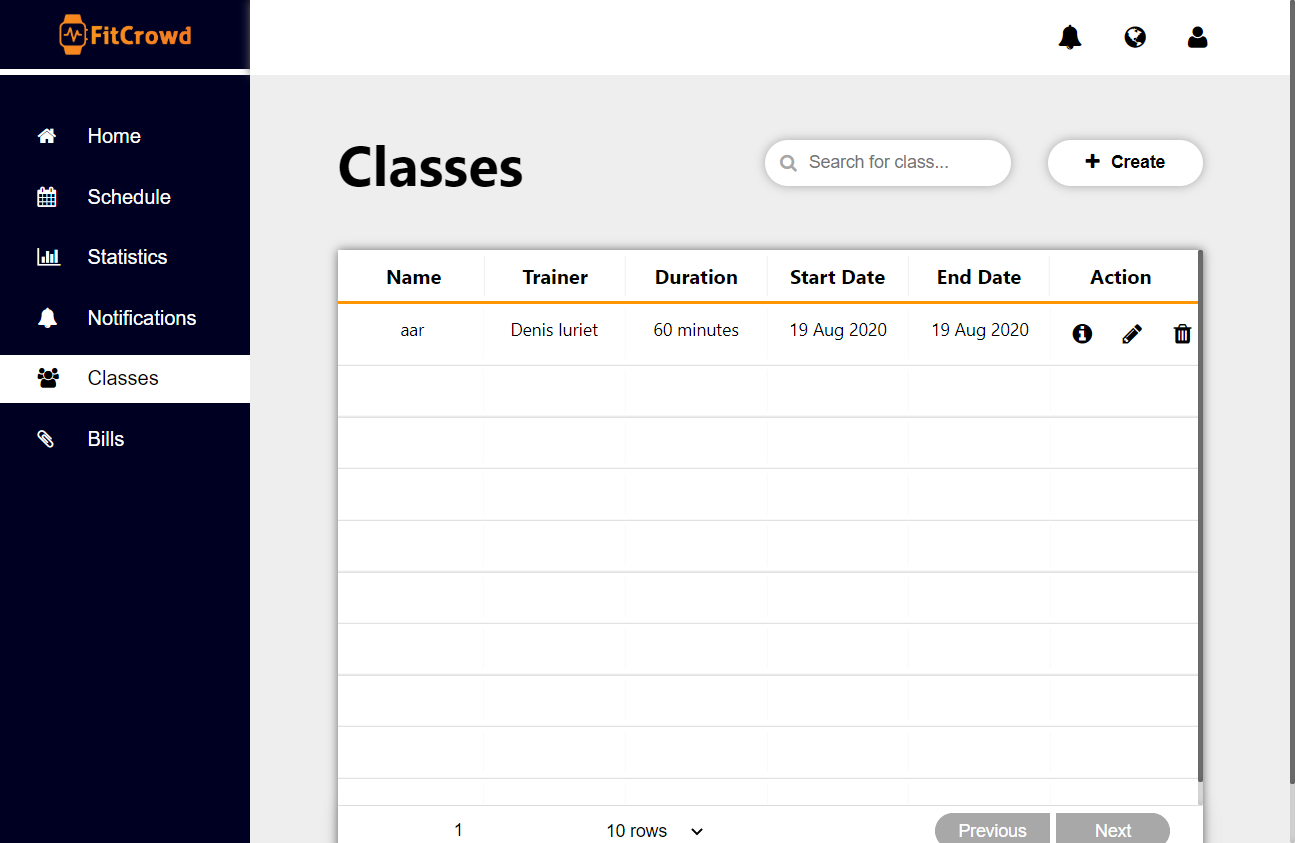 FitCrowd
Home
Schedule
Statistics
Notifications
Classes
Bills
Classes
Search for class...
Create
Name Trainer Duration Start Date End Date Action
aar Denis Iuriet 60 minutes 19 Aug 2020 19 Aug 2020
1 10 rows Previous Next